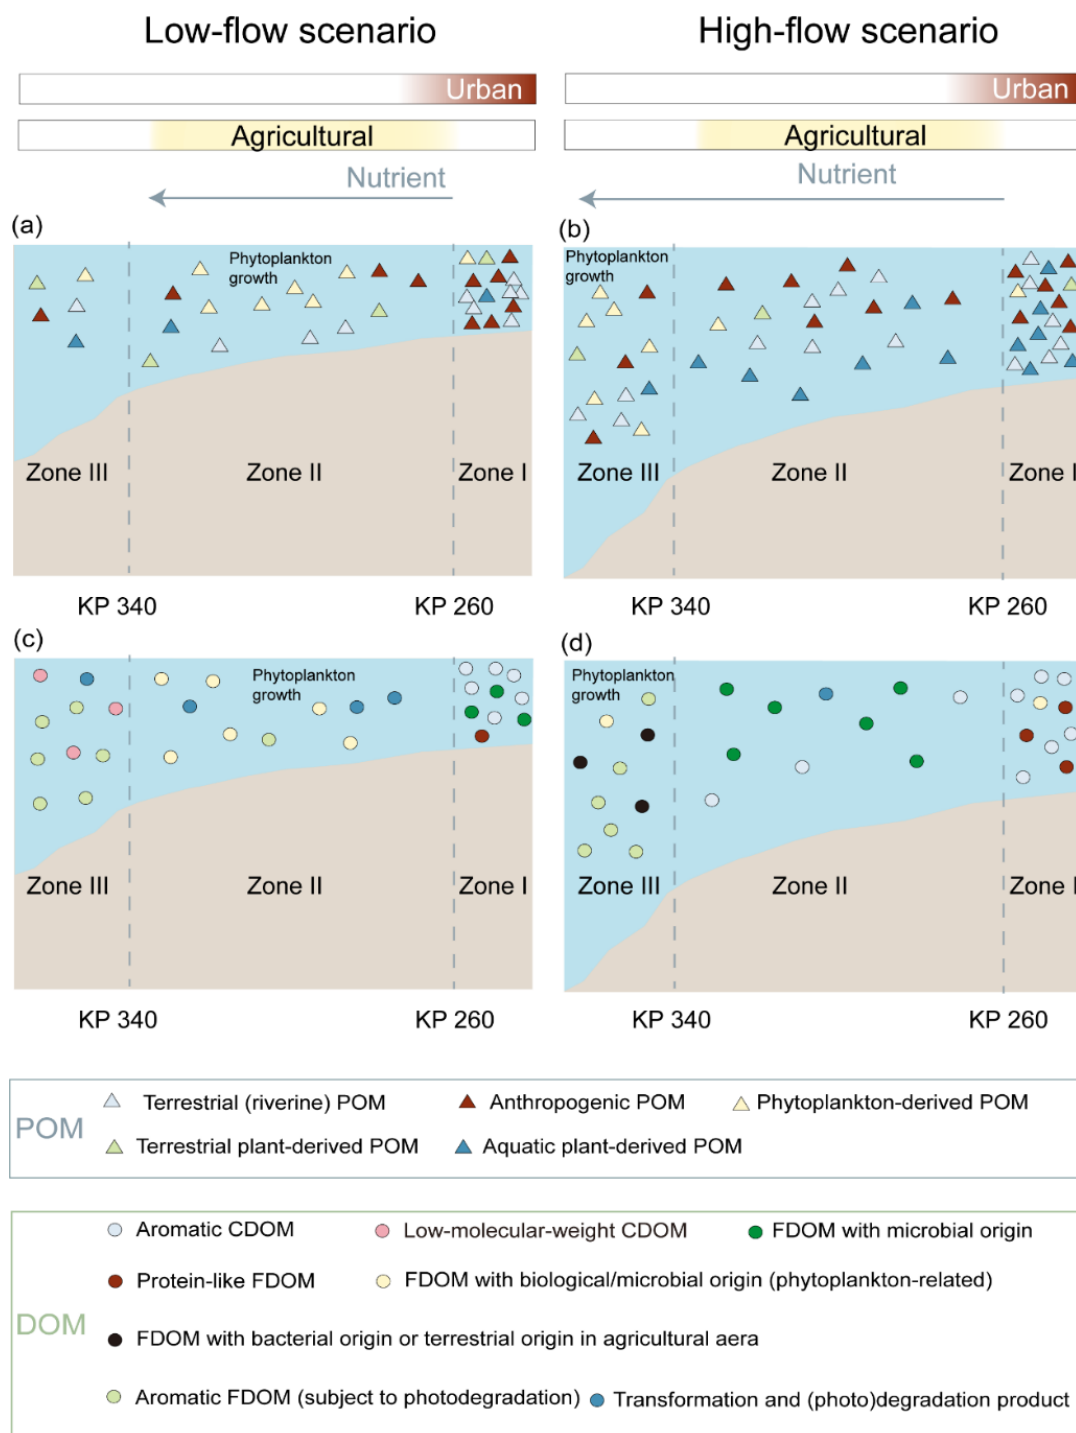 Low-flow scenario
High-flow scenario
Urban
Urban
Agricultural
Agricultural
Nutrient
Nutrient
(a)
(b)
Phytoplankton
growth
Phytoplankton
growth
Zone III
Zone II
Zone I
Zone III
Zone II
Zone I
KP 340
KP 260
KP 340
KP 260
(c)
(d)
Phytoplankton
growth
Phytoplankton
growth
Zone III
Zone II
Zone I
Zone III
Zone II
Zone I
KP 340
KP 260
KP 340
KP 260
POM
Terrestrial (riverine) POM
Anthropogenic POM
Phytoplankton-derived POM
Terrestrial plant-derived POM
Aquatic plant-derived POM
DOM
Aromatic CDOM
Low-molecular-weight CDOM
FDOM with microbial origin
Protein-like FDOM
FDOM with biological/microbial origin (phytoplankton-related)
FDOM with bacterial origin or terrestrial origin in agricultural aera
Aromatic FDOM (subject to photodegradation)
Transformation and (photo)degradation product